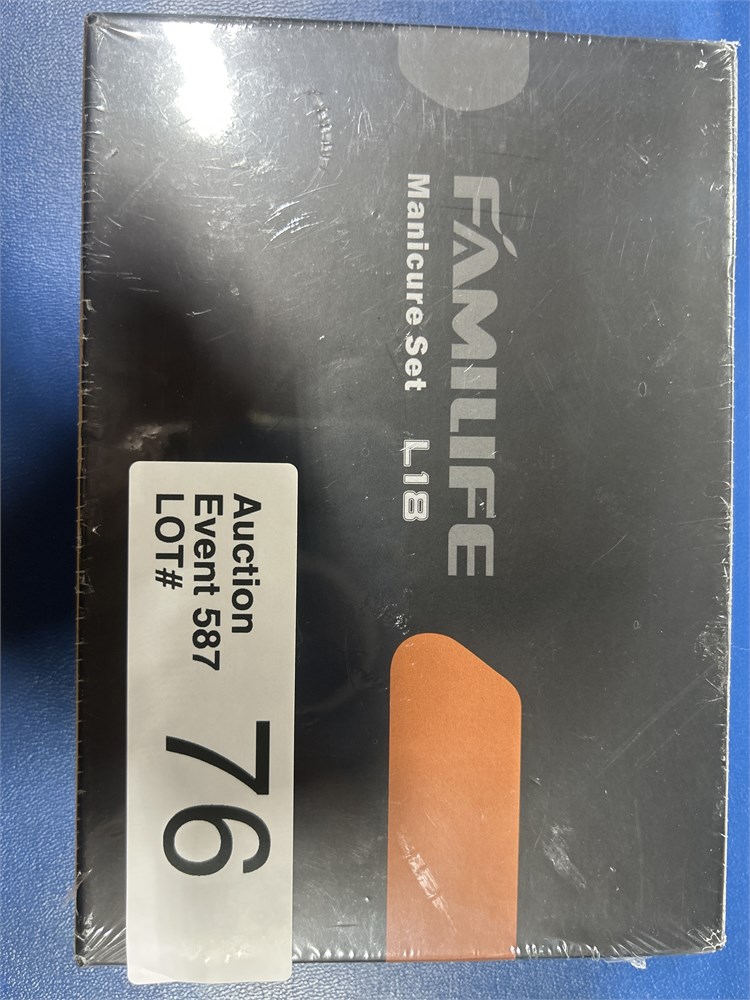 FAMILIFE
Manicure Set L18
Auction
Event 587
LOT# 76